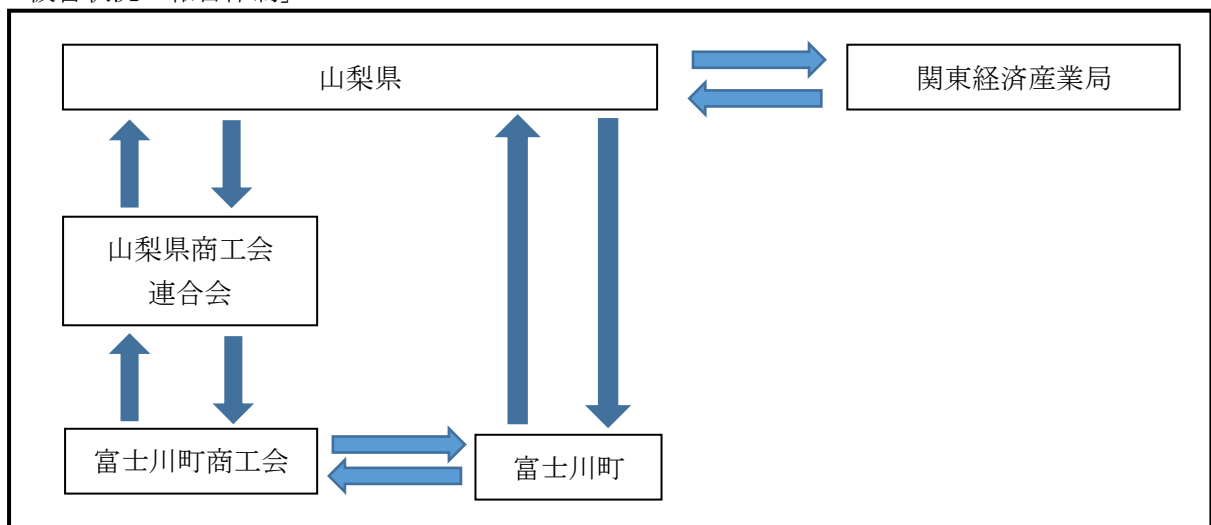 山梨県
関東経済産業局
山梨県商工会
連合会
富士川町商工会
富士川町